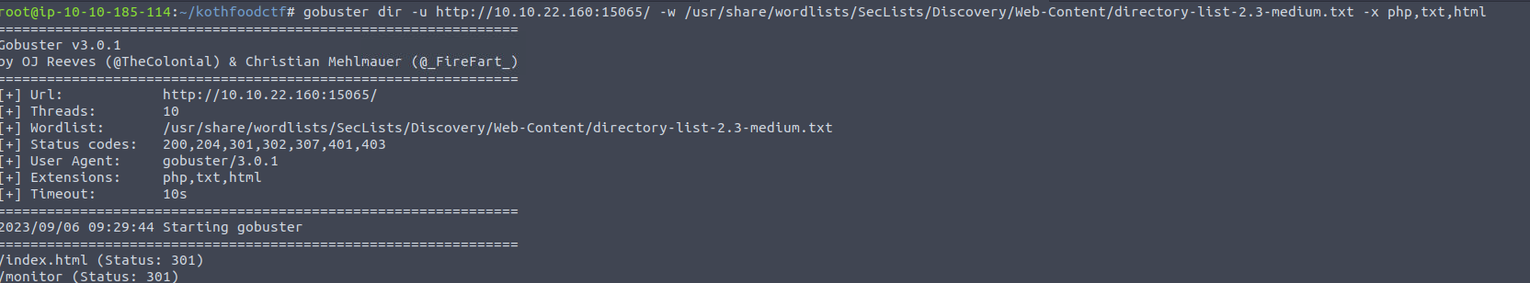 root@ip-10-10-185-114:~/kothfoodctf# gobuster dir -u http://10.10.22.160:15065/ -w /usr/share/wordlists/SecLists/Discovery/Web-Content/directory-list-2.3-medium.txt -x php,txt,html
===============================================================
Gobuster v3.0.1
by OJ Reeves (@TheColonial) & Christian Mehlmauer (@_FireFart_)
===============================================================
[+] Url:            http://10.10.22.160:15065/
[+] Threads:        10
[+] Wordlist:       /usr/share/wordlists/SecLists/Discovery/Web-Content/directory-list-2.3-medium.txt
[+] Status codes:   200,204,301,302,307,401,403
[+] User Agent:     gobuster/3.0.1
[+] Extensions:     php,txt,html
[+] Timeout:        10s
===============================================================
2023/09/06 09:29:44 Starting gobuster
===============================================================
/index.html (Status: 301)
/monitor (Status: 301)